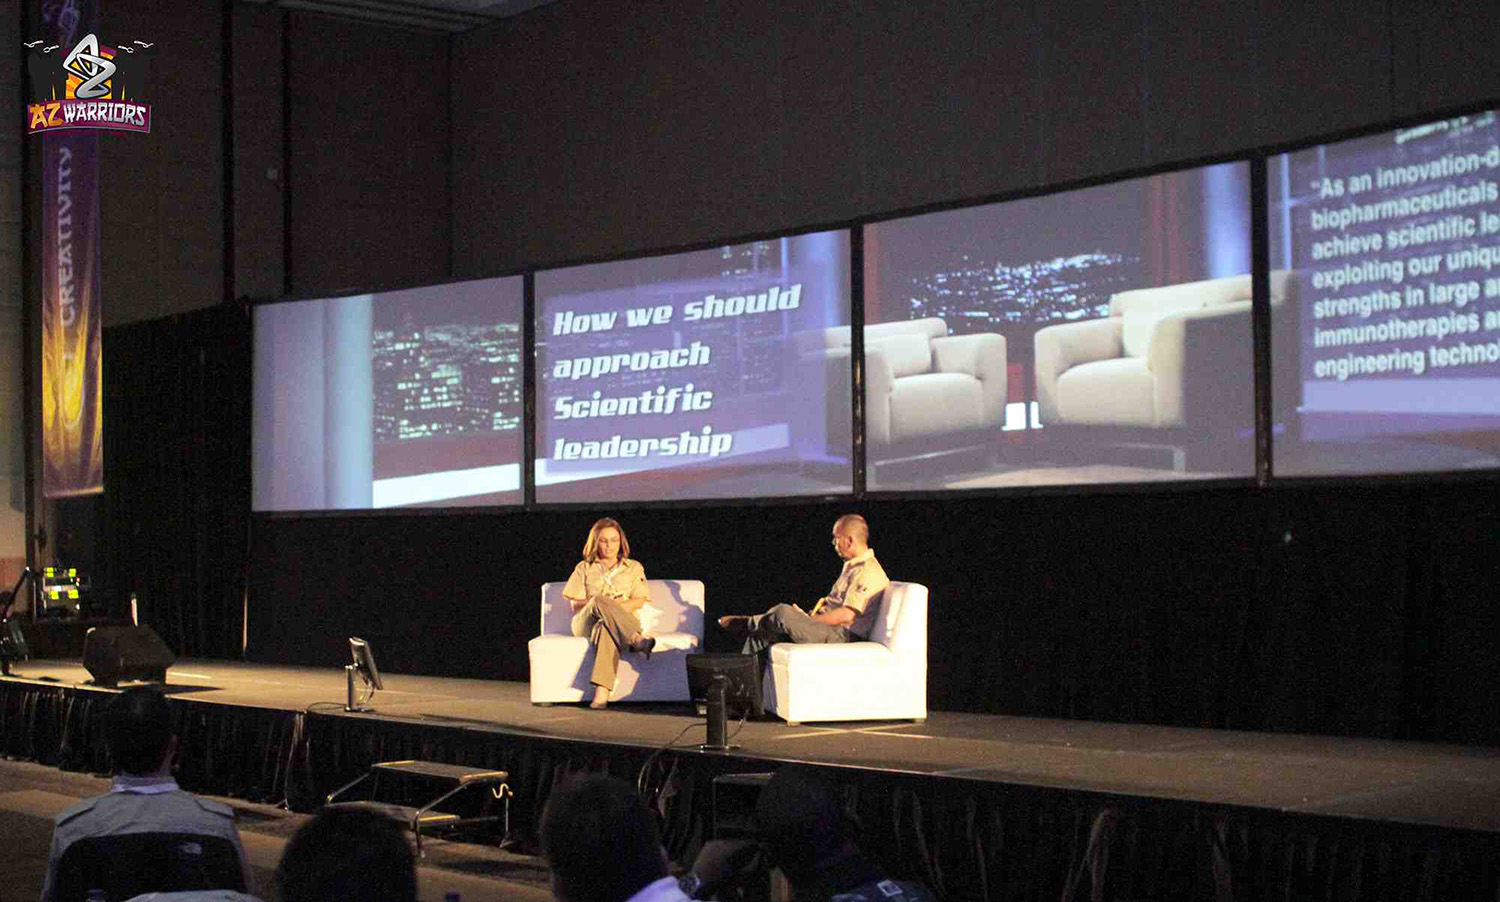 AZ WARRIORS
CREATIVITY
How we should
approach
Scientific
leadership
"As an innovation-d
biopharmaceuticals
achieve scientific le
exploiting our uniqu
strengths in large a
immunotherapies a
engineering techno